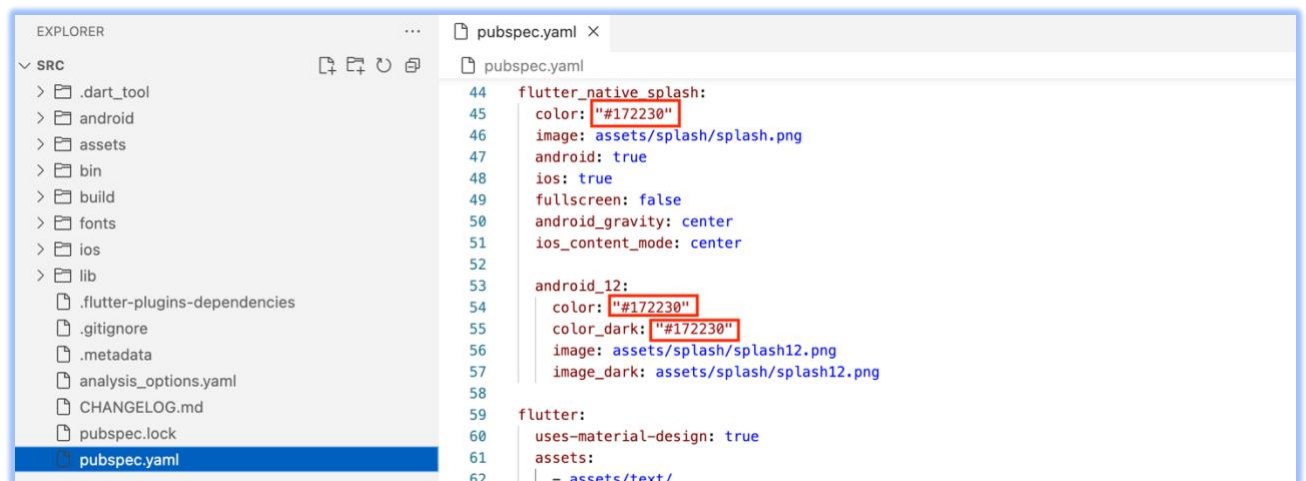 EXPLORER
SRC
.dart_tool
android
assets
bin
build
fonts
ios
lib
.flutter-plugins-dependencies
.gitignore
.metadata
analysis_options.yaml
CHANGELOG.md
pubspec.lock
pubspec.yaml
pubspec.yaml
pubspec.yaml
44 flutter_native_splash:
45 color: "#172230"
46 image: assets/splash/splash.png
47 android: true
48 ios: true
49 fullscreen: false
50 android_gravity: center
51 ios_content_mode: center
52
53 android_12:
54 color: "#172230"
55 color_dark: "#172230"
56 image: assets/splash/splash12.png
57 image_dark: assets/splash/splash12.png
58
59 flutter:
60 uses-material-design: true
61 assets:
62 - assets/text/